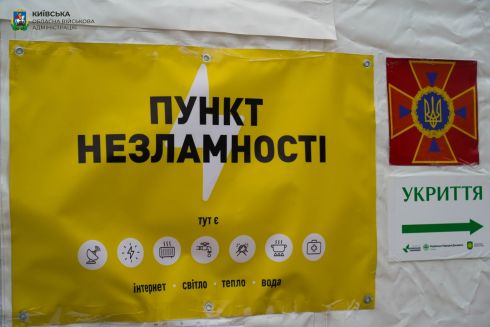 КИЇВСЬКА
ОБЛАСНА ВІЙСЬКОВА
АДМІНІСТРАЦІЯ
ПУНКТ
НЕЗЛАМНОСТІ
тут є
інтернет · світло · тепло · вода
УКРИТТЯ